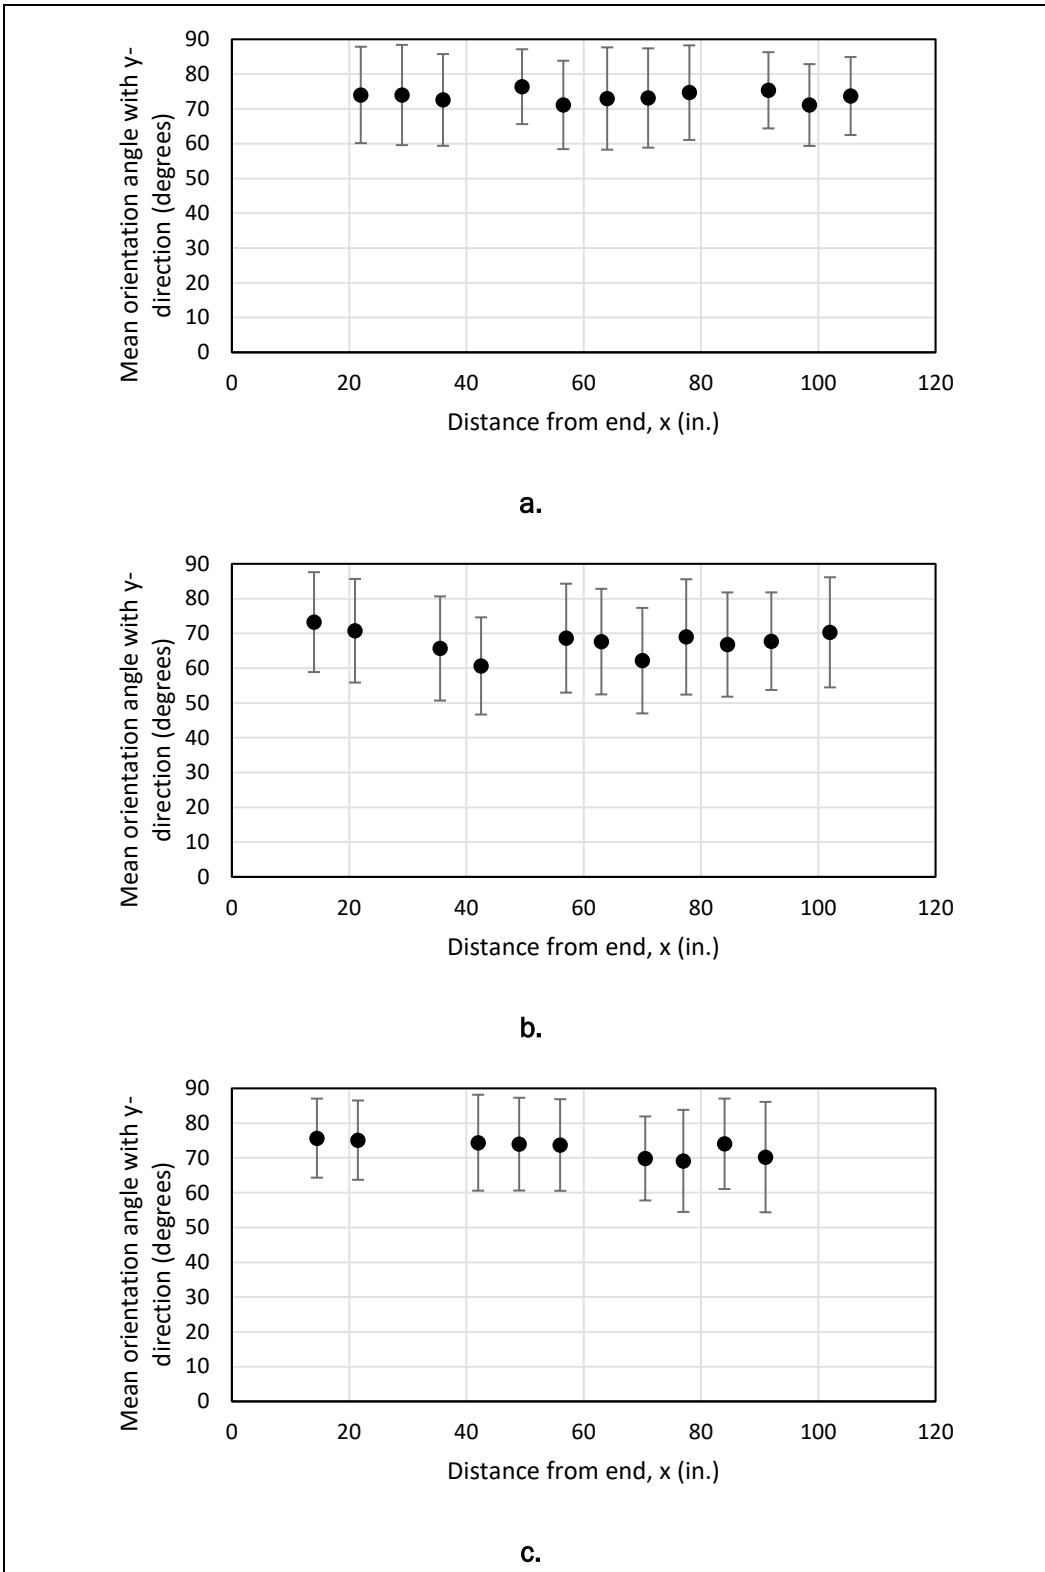 Mean orientation angle with y-
direction (degrees)
90
80
70
60
50
40
30
20
10
0
0 20 40 60 80 100 120
Distance from end, x (in.)
a.
Mean orientation angle with y-
direction (degrees)
90
80
70
60
50
40
30
20
10
0
0 20 40 60 80 100 120
Distance from end, x (in.)
b.
Mean orientation angle with y-
direction (degrees)
90
80
70
60
50
40
30
20
10
0
0 20 40 60 80 100 120
Distance from end, x (in.)
c.